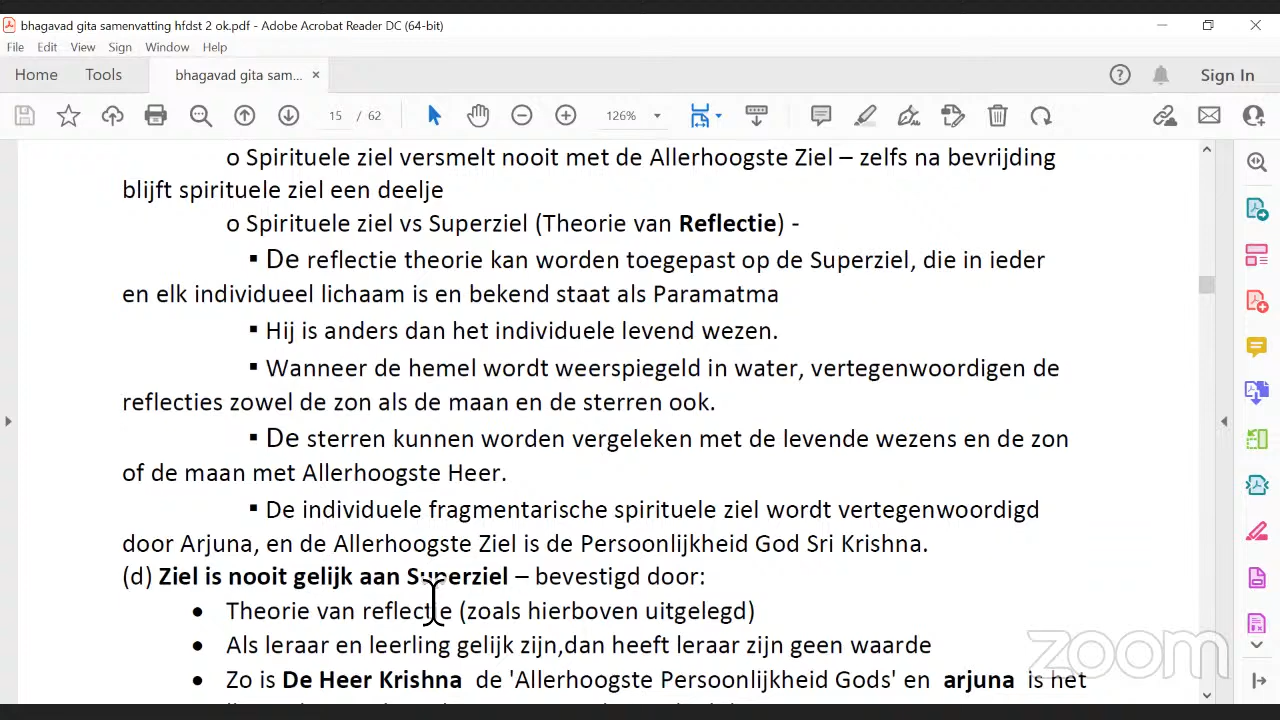 bhagavad gita samenvatting hfdst 2 ok.pdf - Adobe Acrobat Reader DC (64-bit)
File Edit View Sign Window Help
Home Tools bhagavad gita sam... × Sign In
15 / 62 126%
o Spirituele ziel versmelt nooit met de Allerhoogste Ziel – zelfs na bevrijding
blijft spirituele ziel een deelje
o Spirituele ziel vs Superziel (Theorie van Reflectie) -
▪ De reflectie theorie kan worden toegepast op de Superziel, die in ieder
en elk individueel lichaam is en bekend staat als Paramatma
▪ Hij is anders dan het individuele levend wezen.
▪ Wanneer de hemel wordt weerspiegeld in water, vertegenwoordigen de
reflecties zowel de zon als de maan en de sterren ook.
▪ De sterren kunnen worden vergeleken met de levende wezens en de zon
of de maan met Allerhoogste Heer.
▪ De individuele fragmentarische spirituele ziel wordt vertegenwoordigd
door Arjuna, en de Allerhoogste Ziel is de Persoonlijkheid God Sri Krishna.
(d) Ziel is nooit gelijk aan Superziel – bevestigd door:
• Theorie van reflectie (zoals hierboven uitgelegd)
• Als leraar en leerling gelijk zijn,dan heeft leraar zijn geen waarde
• Zo is De Heer Krishna de 'Allerhoogste Persoonlijkheid Gods' en arjuna is het
zoom